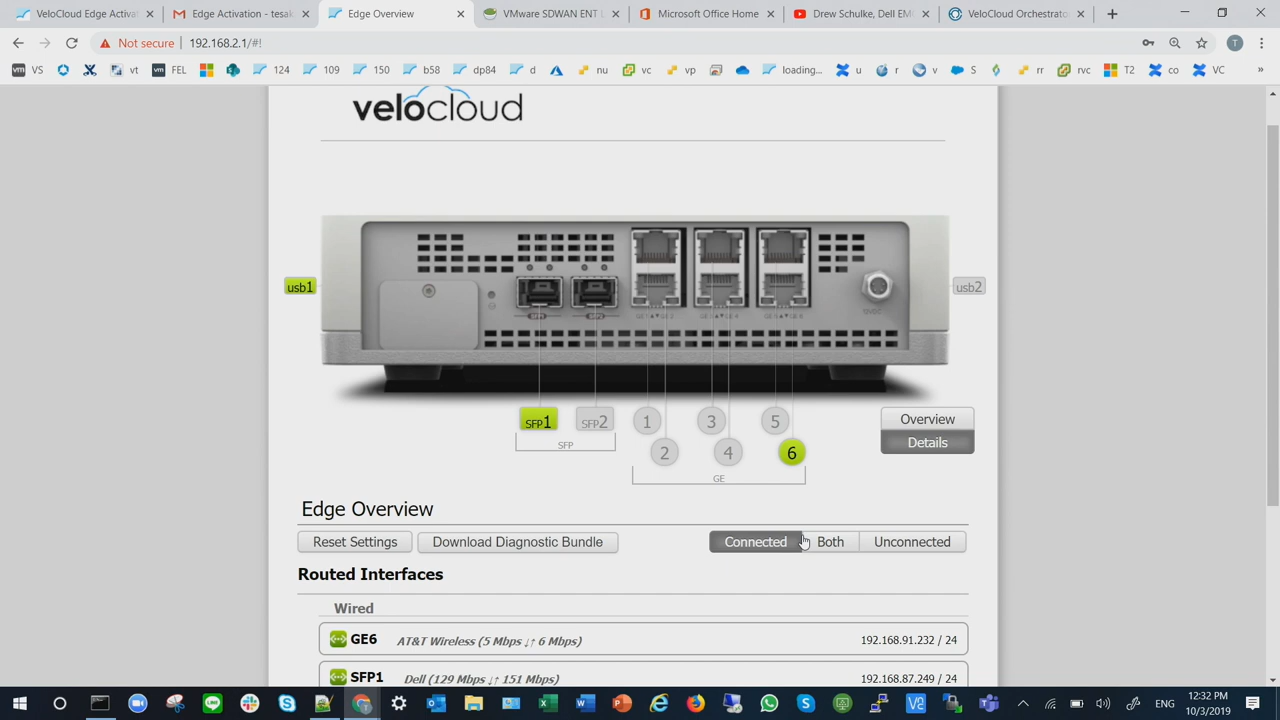 VeloCloud Edge Activat
Edge Activation - tesak
Edge Overview
VMware SDWAN ENT L
Microsoft Office Home
Drew Schulke, Dell EM
VeloCloud Orchestrator
Not secure
192.168.2.1/#!
T
VS
vt
FEL
124
109
150
b58
dp84
d
nu
vc
vp
loading...
u
r
v
S
rr
rvc
T2
co
VC
»
velocloud
usb1
usb2
SFP1
SFP2
1
3
5
2
4
6
SFP
GE
Overview
Details
Edge Overview
Reset Settings
Download Diagnostic Bundle
Connected
Both
Unconnected
Routed Interfaces
Wired
GE6
AT&T Wireless (5 Mbps ↓↑ 6 Mbps)
192.168.91.232 / 24
SFP1
Dell (129 Mbps ↓↑ 151 Mbps)
192.168.87.249 / 24
ENG
12:32 PM
10/3/2019